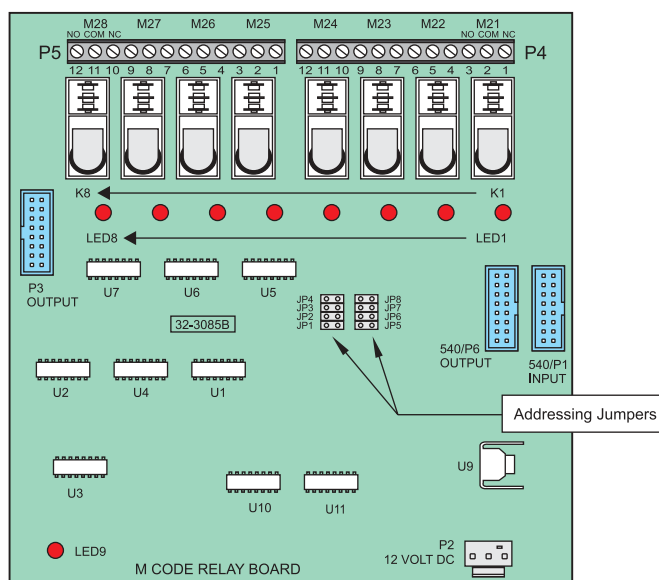 M28 M27 M26 M25 M24 M23 M22 M21
NO COM NC NO COM NC
P5 P4
12 11 10 9 8 7 6 5 4 3 2 1 12 11 10 9 8 7 6 5 4 3 2 1
K8 K1
LED8 LED1
P3
OUTPUT
U7 U6 U5
32-3085B
JP4 JP8
JP3 JP7
JP2 JP6
JP1 JP5
540/P6
OUTPUT
540/P1
INPUT
U2 U4 U1
Addressing Jumpers
U9
U3 U10 U11
LED9
P2
12 VOLT DC
M CODE RELAY BOARD